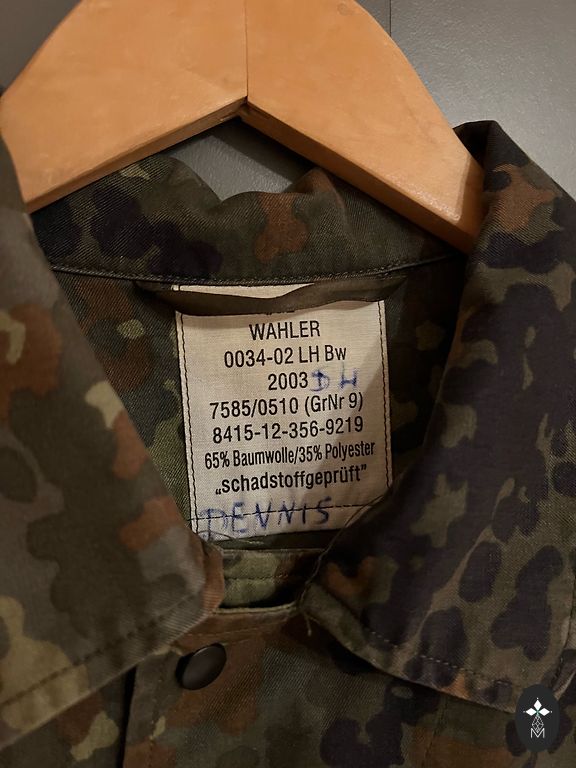 WAHLER
0034-02 LH Bw
2003 DH
7585/0510 (GrNr 9)
8415-12-356-9219
65% Baumwolle/35% Polyester
„schadstoffgeprüft”
DENNIS
M